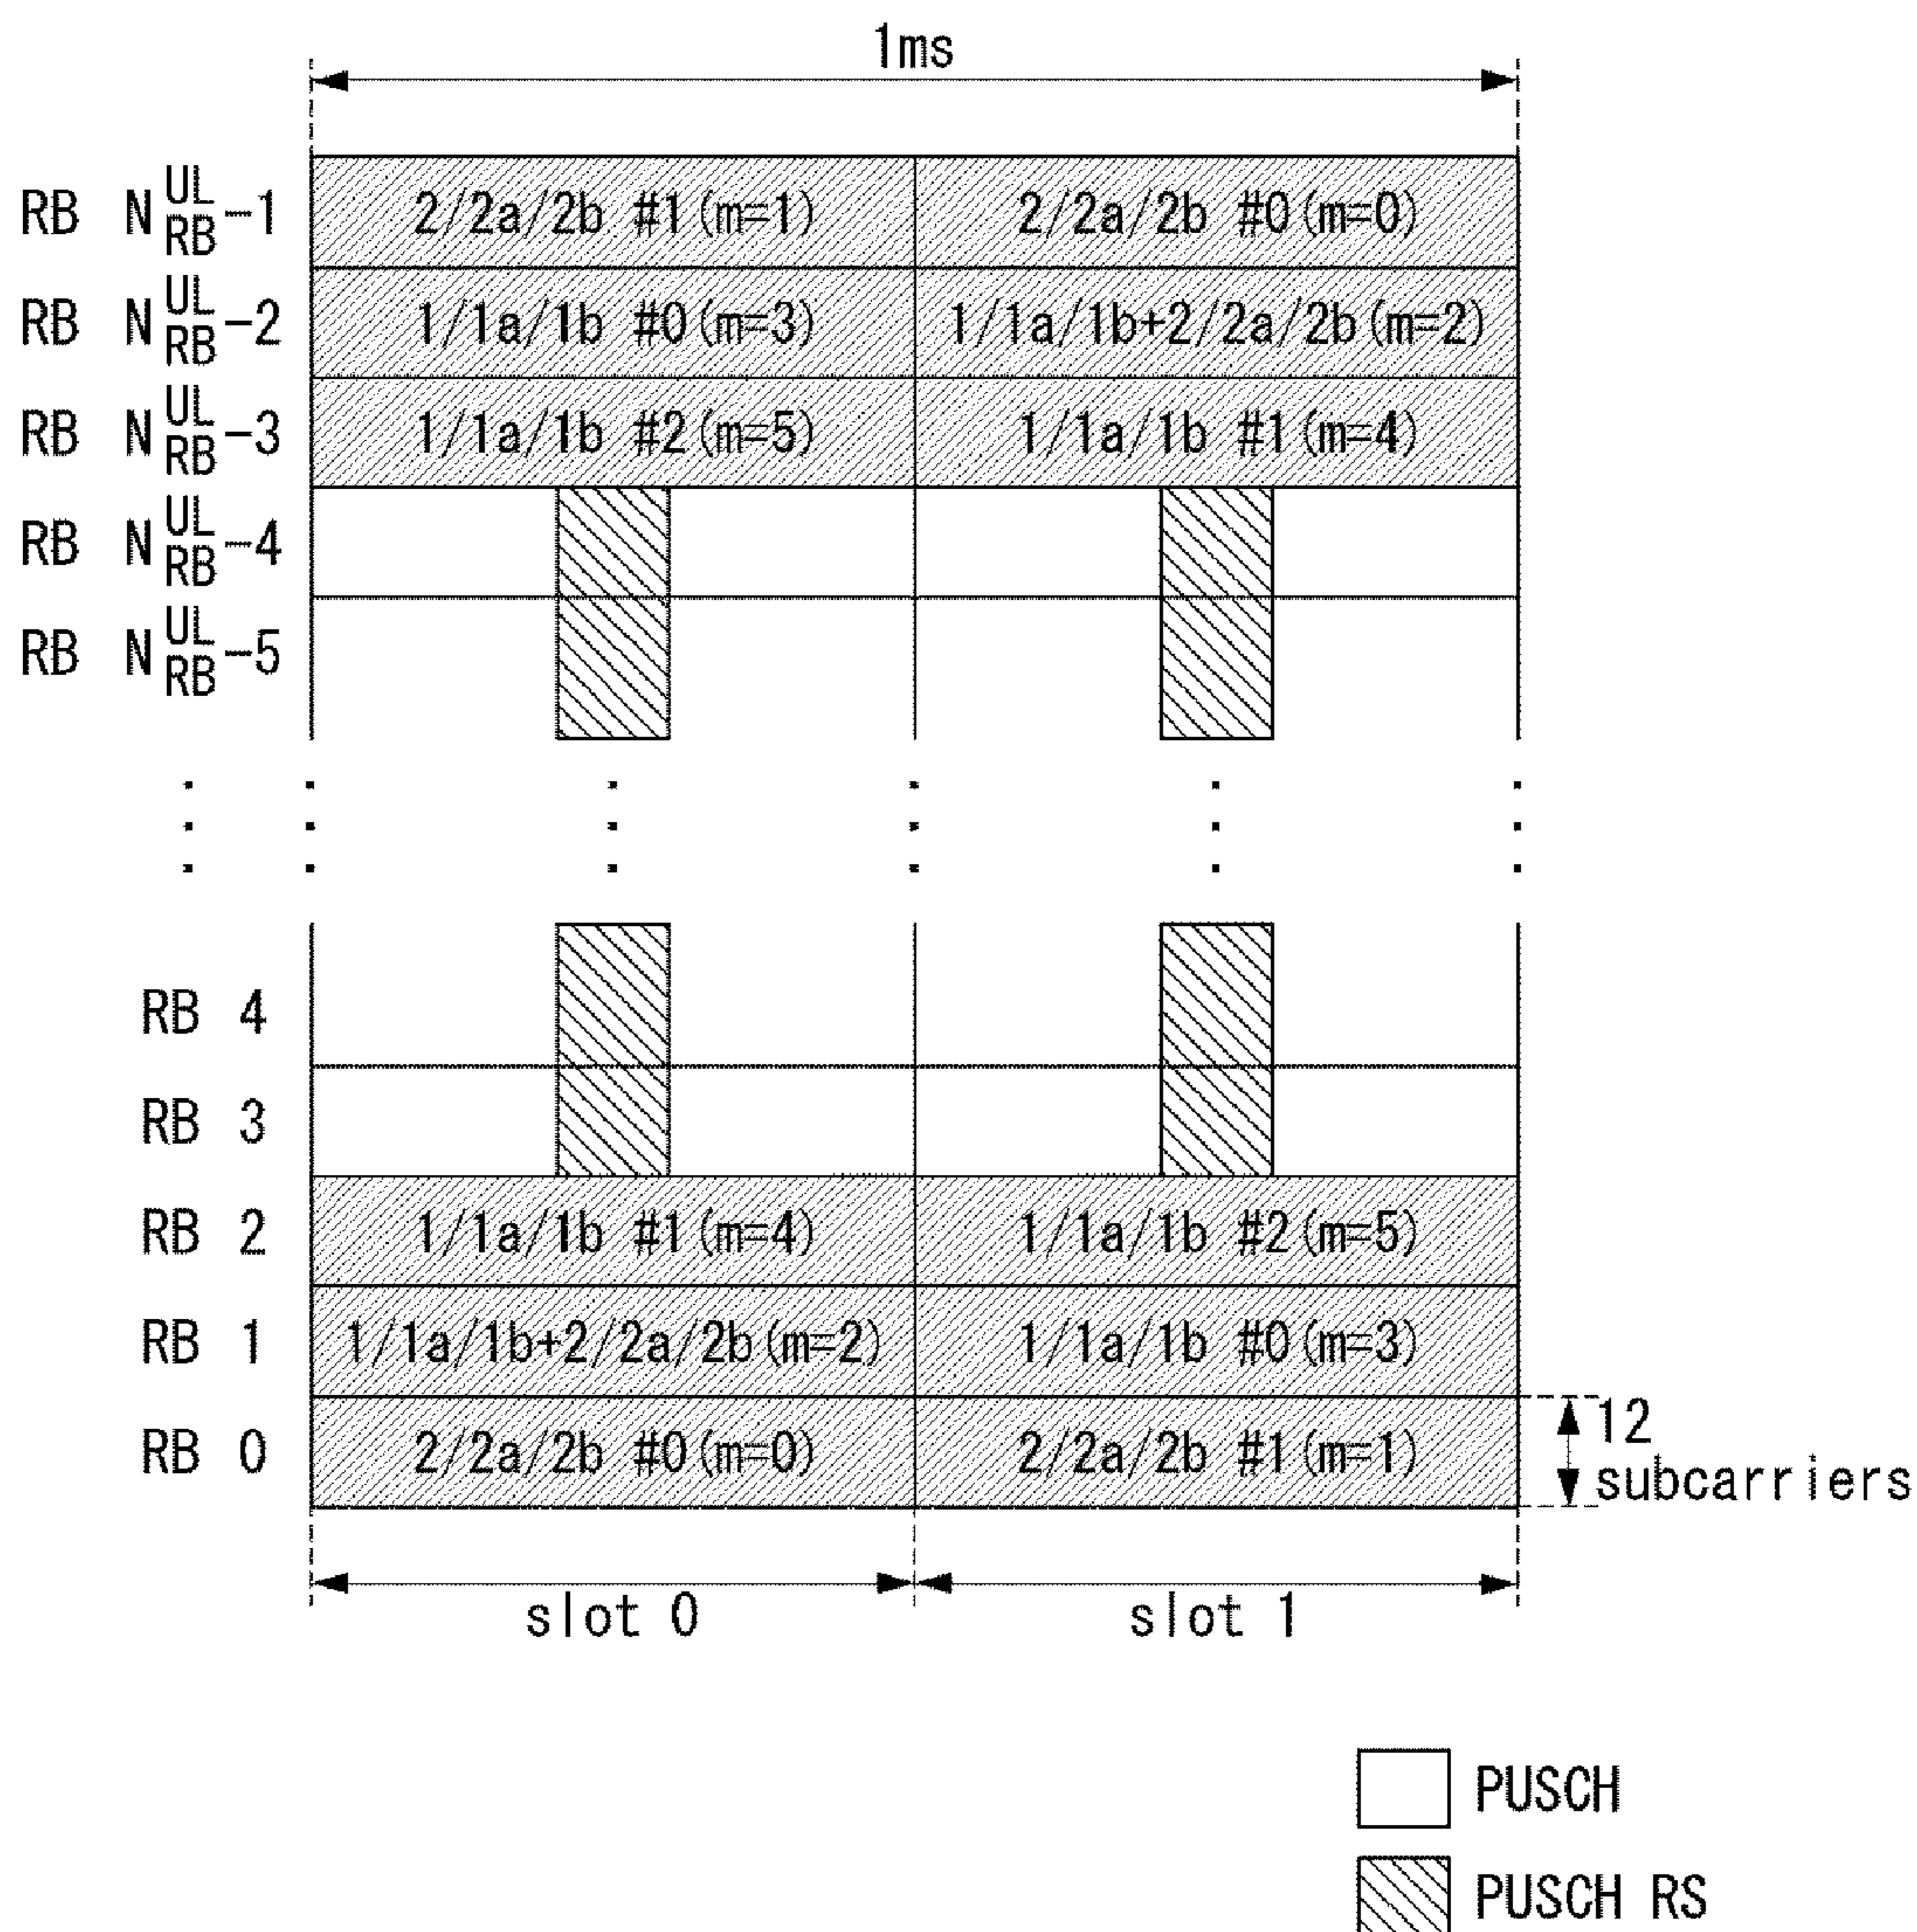 1ms
RB N UL RB -1 2/2a/2b #1(m=1) 2/2a/2b #0(m=0)
RB N UL RB -2 1/1a/1b #0(m=3) 1/1a/1b+2/2a/2b(m=2)
RB N UL RB -3 1/1a/1b #2(m=5) 1/1a/1b #1(m=4)
RB N UL RB -4
RB N UL RB -5
RB 4
RB 3
RB 2 1/1a/1b #1(m=4) 1/1a/1b #2(m=5)
RB 1 1/1a/1b+2/2a/2b(m=2) 1/1a/1b #0(m=3)
RB 0 2/2a/2b #0(m=0) 2/2a/2b #1(m=1)
12
subcarriers
slot 0 slot 1
PUSCH
PUSCH RS